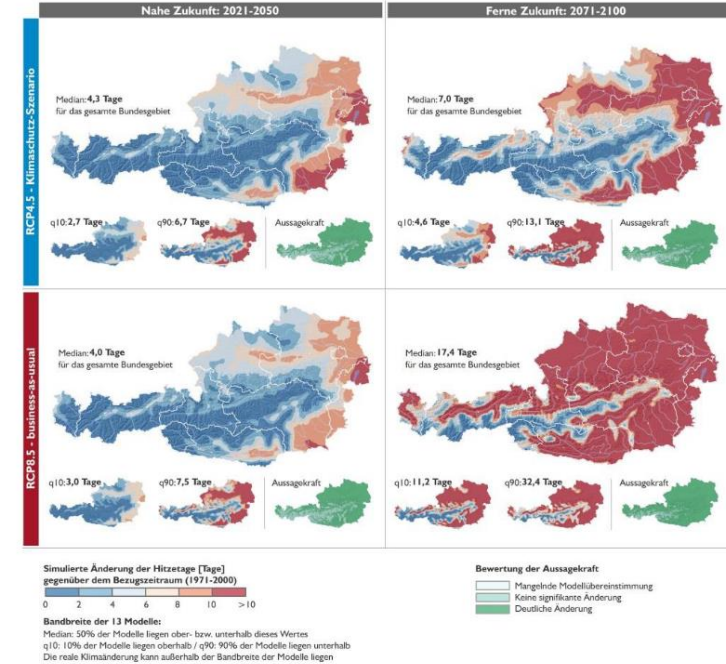 Nahe Zukunft: 2021-2050
Ferne Zukunft: 2071-2100
RCP4.5 - Klimaschutz-Szenario
Median: 4,3 Tage
für das gesamte Bundesgebiet
q10: 2,7 Tage
q90: 6,7 Tage
Aussagekraft
Median: 7,0 Tage
für das gesamte Bundesgebiet
q10: 4,6 Tage
q90: 13,1 Tage
Aussagekraft
RCP8.5 - business-as-usual
Median: 4,0 Tage
für das gesamte Bundesgebiet
q10: 3,0 Tage
q90: 7,5 Tage
Aussagekraft
Median: 17,4 Tage
für das gesamte Bundesgebiet
q10: 11,2 Tage
q90: 32,4 Tage
Aussagekraft
Simulierte Änderung der Hitzetage [Tage]
gegenüber dem Bezugszeitraum (1971-2000)
0 2 4 6 8 10 >10
Bandbreite der 13 Modelle:
Median: 50% der Modelle liegen ober- bzw. unterhalb dieses Wertes
q10: 10% der Modelle liegen oberhalb / q90: 90% der Modelle liegen unterhalb
Die reale Klimaänderung kann außerhalb der Bandbreite der Modelle liegen
Bewertung der Aussagekraft
Mangelnde Modellübereinstimmung
Keine signifikante Änderung
Deutliche Änderung